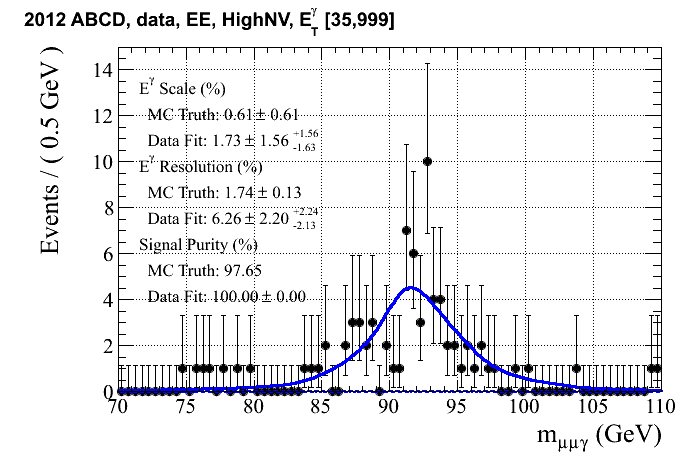 2012 ABCD, data, EE, HighNV, E_T^γ [35,999]
Events / ( 0.5 GeV )
14
12
10
8
6
4
2
0
E^γ Scale (%)
MC Truth: 0.61 ± 0.61
Data Fit: 1.73 ± 1.56 +1.56 -1.63
E^γ Resolution (%)
MC Truth: 1.74 ± 0.13
Data Fit: 6.26 ± 2.20 +2.24 -2.13
Signal Purity (%)
MC Truth: 97.65
Data Fit: 100.00 ± 0.00
70 75 80 85 90 95 100 105 110
m_μμγ (GeV)